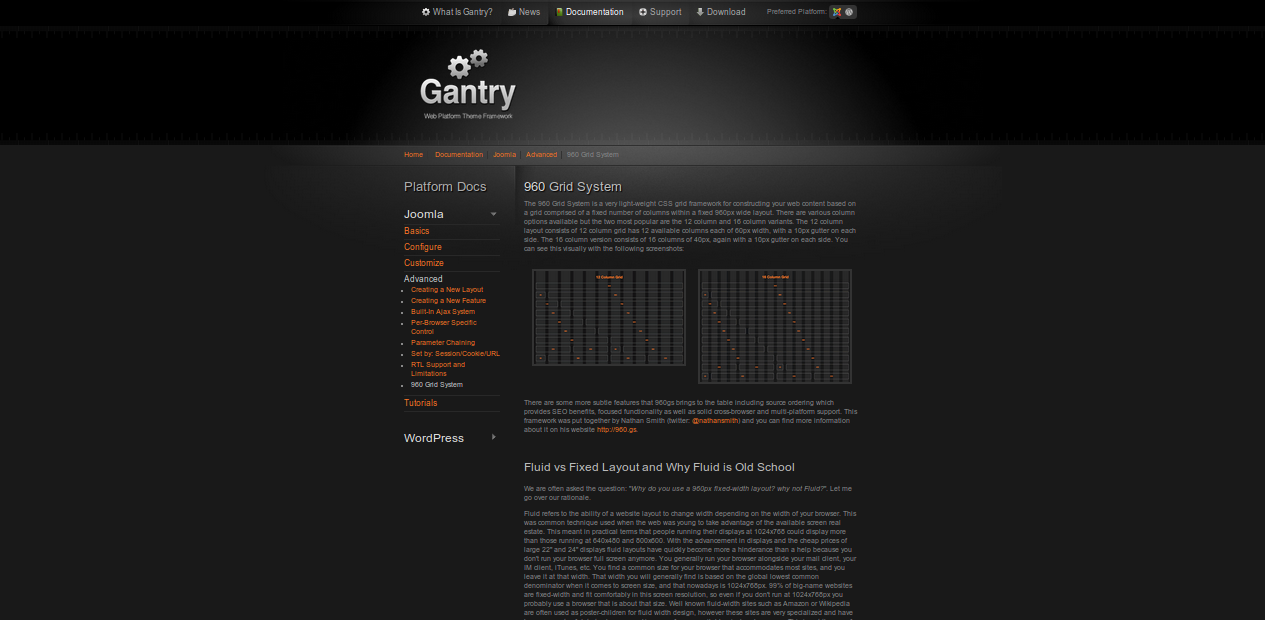 What Is Gantry?
News
Documentation
Support
Download
Preferred Platform:
Gantry
Web Platform Theme Framework
Home | Documentation | Joomla | Advanced | 960 Grid System
Platform Docs
Joomla
Basics
Configure
Customize
Advanced
Creating a New Layout
Creating a New Feature
Built-in Ajax System
Per-Browser Specific
Control
Parameter Chaining
Set by: Session/Cookie/URL
RTL Support and
Limitations
960 Grid System
Tutorials
WordPress
960 Grid System
The 960 Grid System is a very light-weight CSS grid framework for constructing your web content based on
a grid comprised of a fixed number of columns within a fixed 960px wide layout. There are various column
options available but the two most popular are the 12 column and 16 column variants. The 12 column
layout consists of 12 column grid has 12 available columns each of 60px width, with a 10px gutter on each
side. The 16 column version consists of 16 columns of 40px, again with a 10px gutter on each side. You
can see this visually with the following screenshots:
12 Column Grid
16 Column Grid
There are some more subtle features that 960gs brings to the table including source ordering which
provides SEO benefits, focused functionality as well as solid cross-browser and multi-platform support. This
framework was put together by Nathan Smith (twitter: @nathansmith) and you can find more information
about it on his website http://960.gs.
Fluid vs Fixed Layout and Why Fluid is Old School
We are often asked the question: "Why do you use a 960px fixed-width layout? why not Fluid?". Let me
go over our rationale.
Fluid refers to the ability of a website layout to change width depending on the width of your browser. This
was common technique used when the web was young to take advantage of the available screen real
estate. This meant in practical terms that people running their displays at 1024x768 could display more
than those running at 640x480 and 800x600. With the advancement in displays and the cheap prices of
large 22" and 24" displays fluid layouts have quickly become more a hinderance than a help because you
don't run your browser full screen anymore. You generally run your browser alongside your mail client, your
IM client, iTunes, etc. You find a common size for your browser that accommodates most sites, and you
leave it at that width. That width you will generally find is based on the global lowest common
denominator when it comes to screen size, and that nowadays is 1024x768px. 99% of big-name websites
are fixed-width and fit comfortably in this screen resolution, so even if you don't run at 1024x768px you
probably use a browser that is about that size. Well known fluid-width sites such as Amazon or Wikipedia
are often used as poster-children for fluid width design, however these sites are very specialized and have